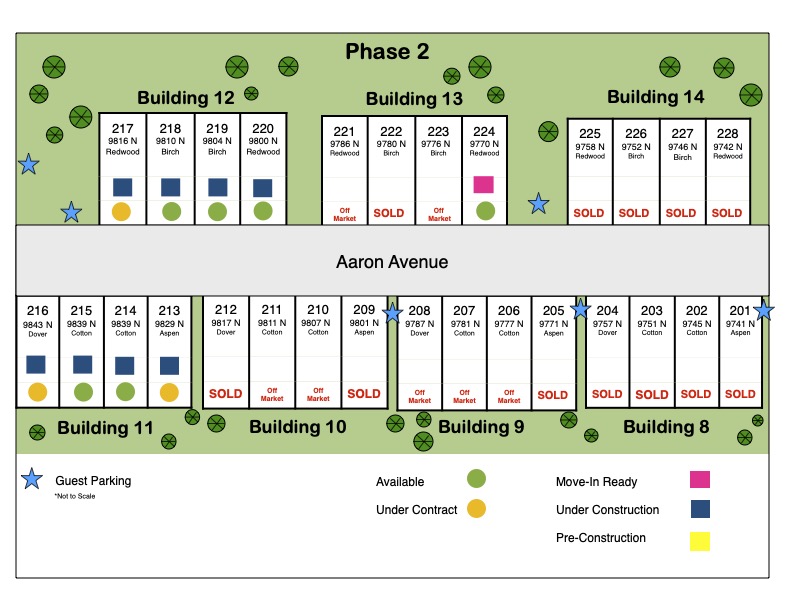 Phase 2
Building 12
Building 13
Building 14
217
9816 N
Redwood
218
9810 N
Birch
219
9804 N
Birch
220
9800 N
Redwood
221
9786 N
Redwood
Off
Market
222
9780 N
Birch
SOLD
223
9776 N
Birch
Off
Market
224
9770 N
Redwood
225
9758 N
Redwood
SOLD
226
9752 N
Birch
SOLD
227
9746 N
Birch
SOLD
228
9742 N
Redwood
SOLD
Aaron Avenue
216
9843 N
Dover
215
9839 N
Cotton
214
9839 N
Cotton
213
9829 N
Aspen
212
9817 N
Dover
SOLD
211
9811 N
Cotton
Off
Market
210
9807 N
Cotton
Off
Market
209
9801 N
Aspen
SOLD
208
9787 N
Dover
Off
Market
207
9781 N
Cotton
Off
Market
206
9777 N
Cotton
Off
Market
205
9771 N
Aspen
SOLD
204
9757 N
Dover
SOLD
203
9751 N
Cotton
SOLD
202
9745 N
Cotton
SOLD
201
9741 N
Aspen
SOLD
Building 11
Building 10
Building 9
Building 8
Guest Parking
*Not to Scale
Available
Under Contract
Move-In Ready
Under Construction
Pre-Construction